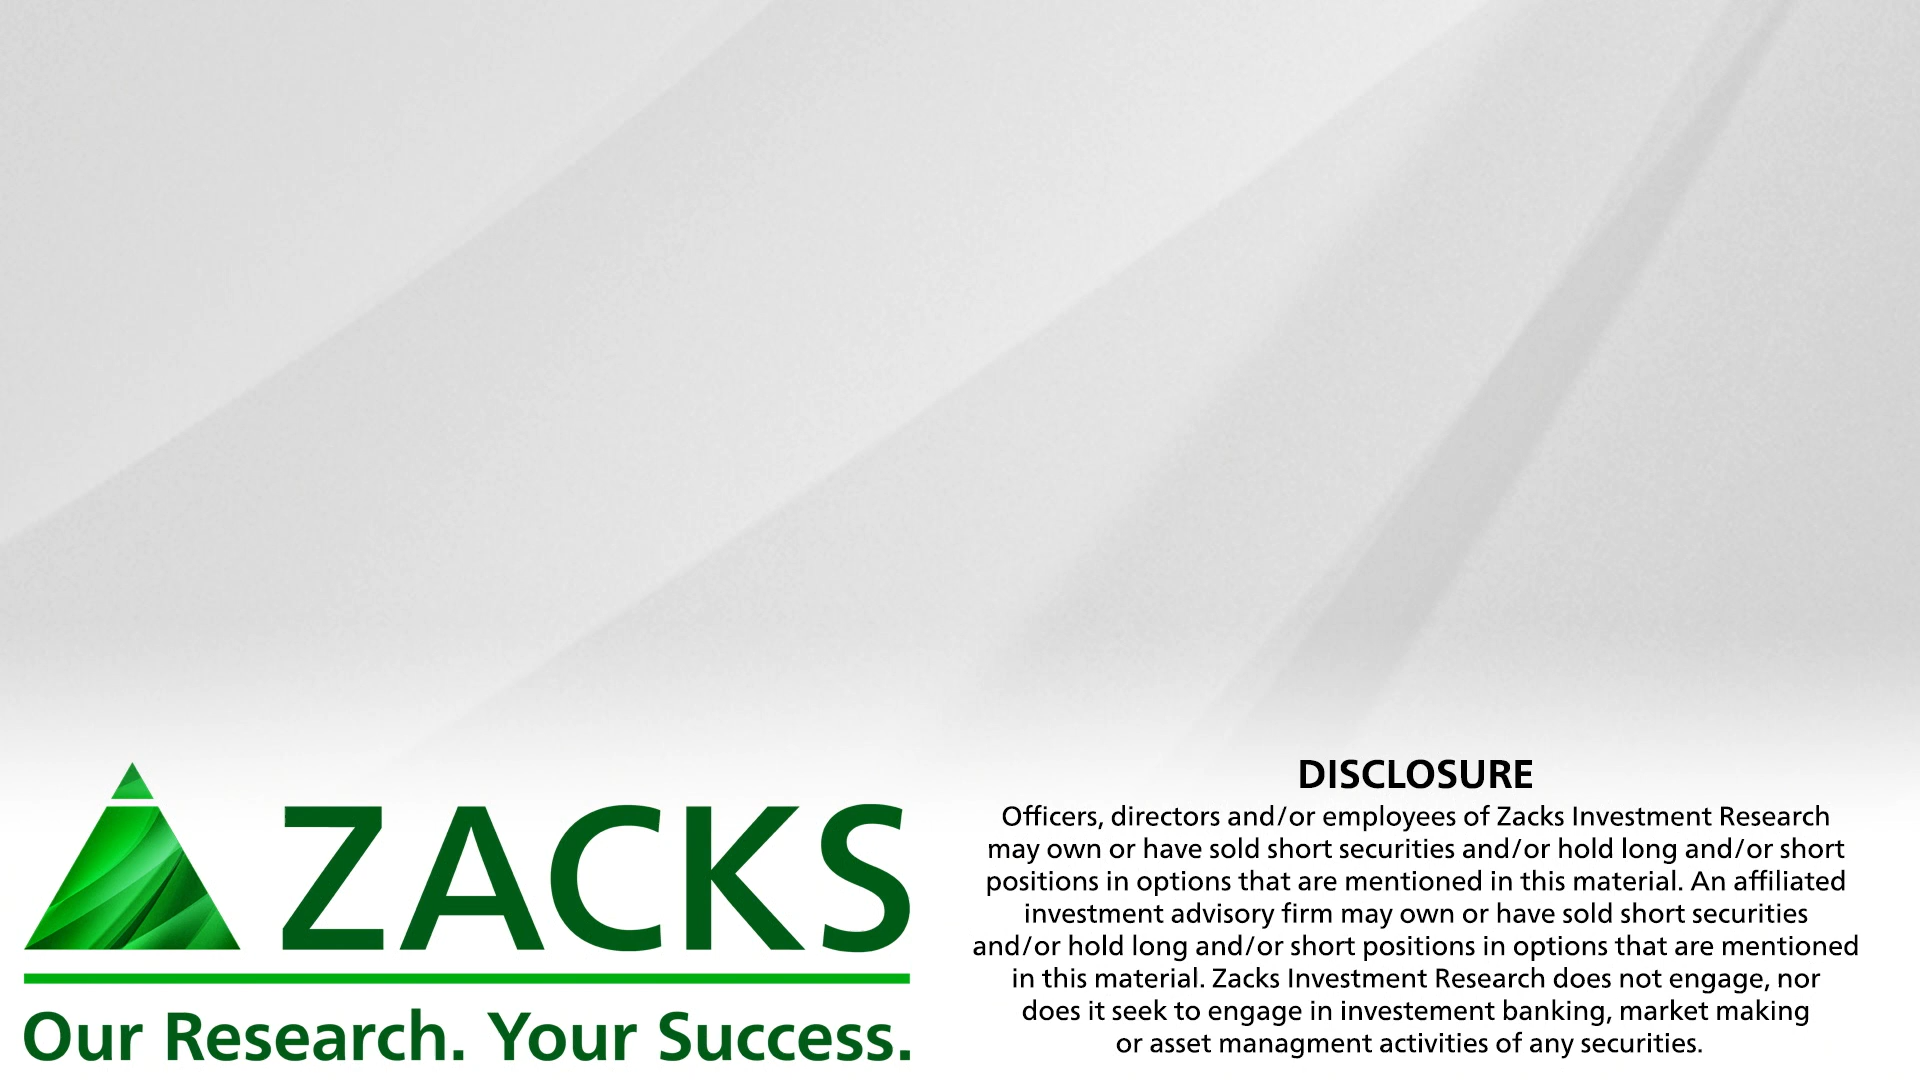 ZACKS
Our Research. Your Success.
DISCLOSURE
Officers, directors and/or employees of Zacks Investment Research
may own or have sold short securities and/or hold long and/or short
positions in options that are mentioned in this material. An affiliated
investment advisory firm may own or have sold short securities
and/or hold long and/or short positions in options that are mentioned
in this material. Zacks Investment Research does not engage, nor
does it seek to engage in investement banking, market making
or asset managment activities of any securities.